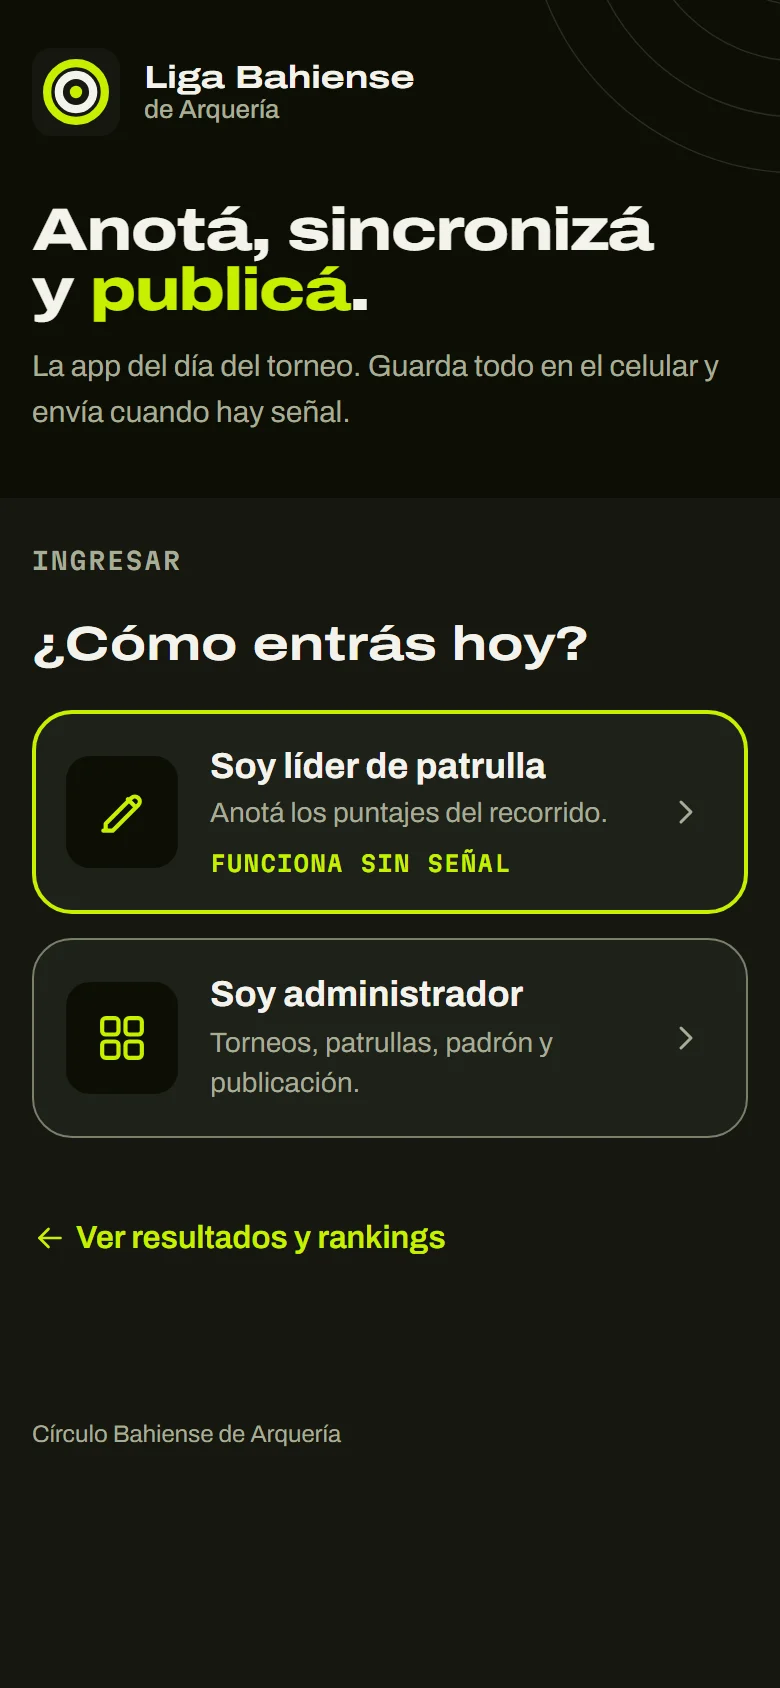 Liga Bahiense
de Arquería
Anotá, sincronizá
y publicá.
La app del día del torneo. Guarda todo en el celular y
envía cuando hay señal.
INGRESAR
¿Cómo entrás hoy?
Soy líder de patrulla
Anotá los puntajes del recorrido.
FUNCIONA SIN SEÑAL
Soy administrador
Torneos, patrullas, padrón y
publicación.
Ver resultados y rankings
Círculo Bahiense de Arquería